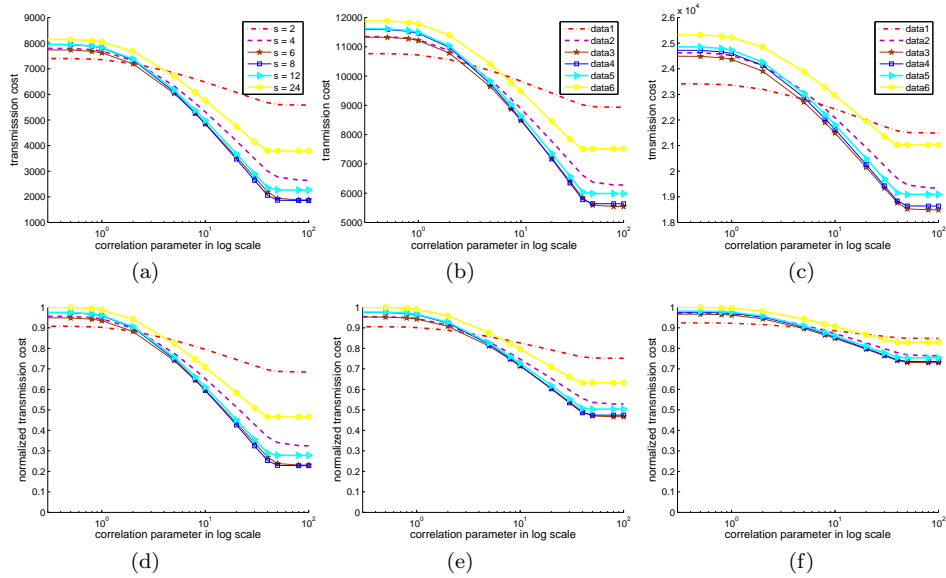 9000
8000
7000
6000
5000
4000
3000
2000
1000
transmission cost
s = 2
s = 4
s = 6
s = 8
s = 12
s = 24
10^0 10^1 10^2
correlation parameter in log scale
(a)
12000
11000
10000
9000
8000
7000
6000
5000
tranmission cost
data1
data2
data3
data4
data5
data6
10^0 10^1 10^2
correlation parameter in log scale
(b)
x 10^4
2.6
2.5
2.4
2.3
2.2
2.1
2
1.9
1.8
tmsmission cost
data1
data2
data3
data4
data5
data6
10^0 10^1 10^2
correlation parameter in log scale
(c)
1
0.9
0.8
0.7
0.6
0.5
0.4
0.3
0.2
0.1
0
normalized transmission cost
10^0 10^1 10^2
correlation parameter in log scale
(d)
1
0.9
0.8
0.7
0.6
0.5
0.4
0.3
0.2
0.1
0
normalized transmission cost
10^0 10^1 10^2
correlation parameter in log scale
(e)
1
0.9
0.8
0.7
0.6
0.5
0.4
0.3
0.2
0.1
0
normalized transmission cost
10^0 10^1 10^2
correlation parameter in log scale
(f)